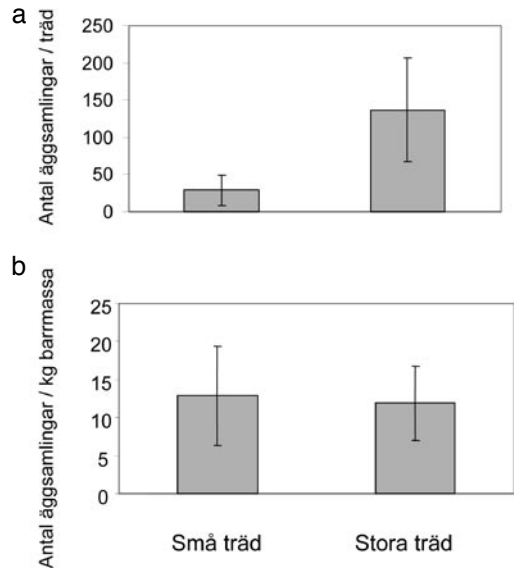 a
Antal äggsamlingar / träd
250
200
150
100
50
0
b
Antal äggsamlingar / kg barrmassa
25
20
15
10
5
0
Små träd
Stora träd